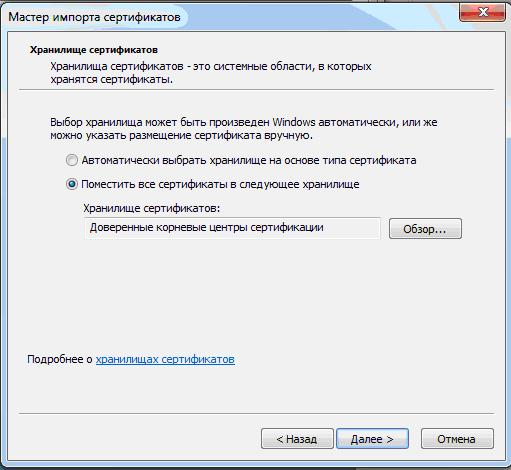 Мастер импорта сертификатов
Хранилище сертификатов
Хранилища сертификатов - это системные области, в которых
хранятся сертификаты.
Выбор хранилища может быть произведен Windows автоматически, или же
можно указать размещение сертификата вручную.
Автоматически выбрать хранилище на основе типа сертификата
Поместить все сертификаты в следующее хранилище
Хранилище сертификатов:
Доверенные корневые центры сертификации
Обзор...
Подробнее о хранилищах сертификатов
< Назад
Далее >
Отмена